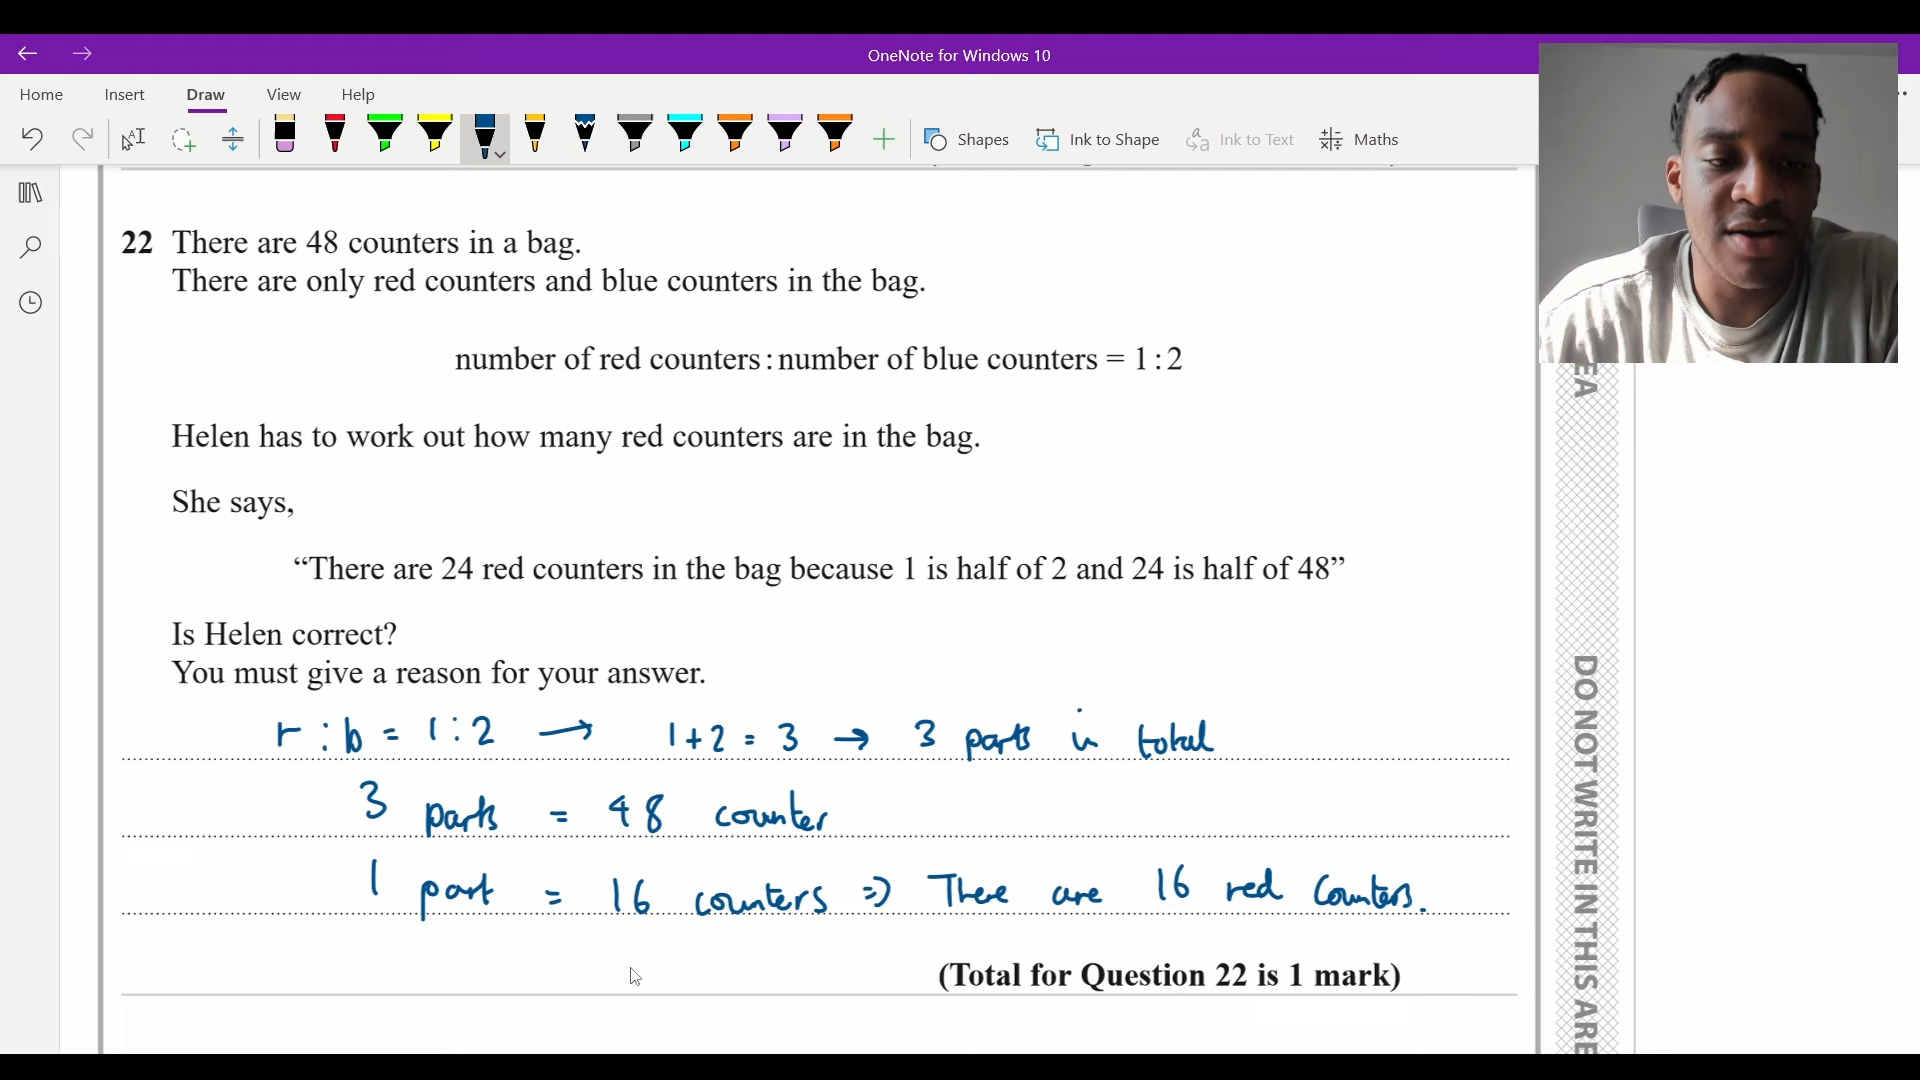 OneNote for Windows 10
Home Insert Draw View Help
Shapes Ink to Shape Ink to Text Maths
22 There are 48 counters in a bag.
There are only red counters and blue counters in the bag.
number of red counters : number of blue counters = 1 : 2
Helen has to work out how many red counters are in the bag.
She says,
“There are 24 red counters in the bag because 1 is half of 2 and 24 is half of 48”
Is Helen correct?
You must give a reason for your answer.
r : b = 1 : 2 → 1 + 2 = 3 → 3 parts in total
3 parts = 48 counter
1 part = 16 counters ⇒ There are 16 red counters.
(Total for Question 22 is 1 mark)
EA
DO NOT WRITE IN THIS ARE